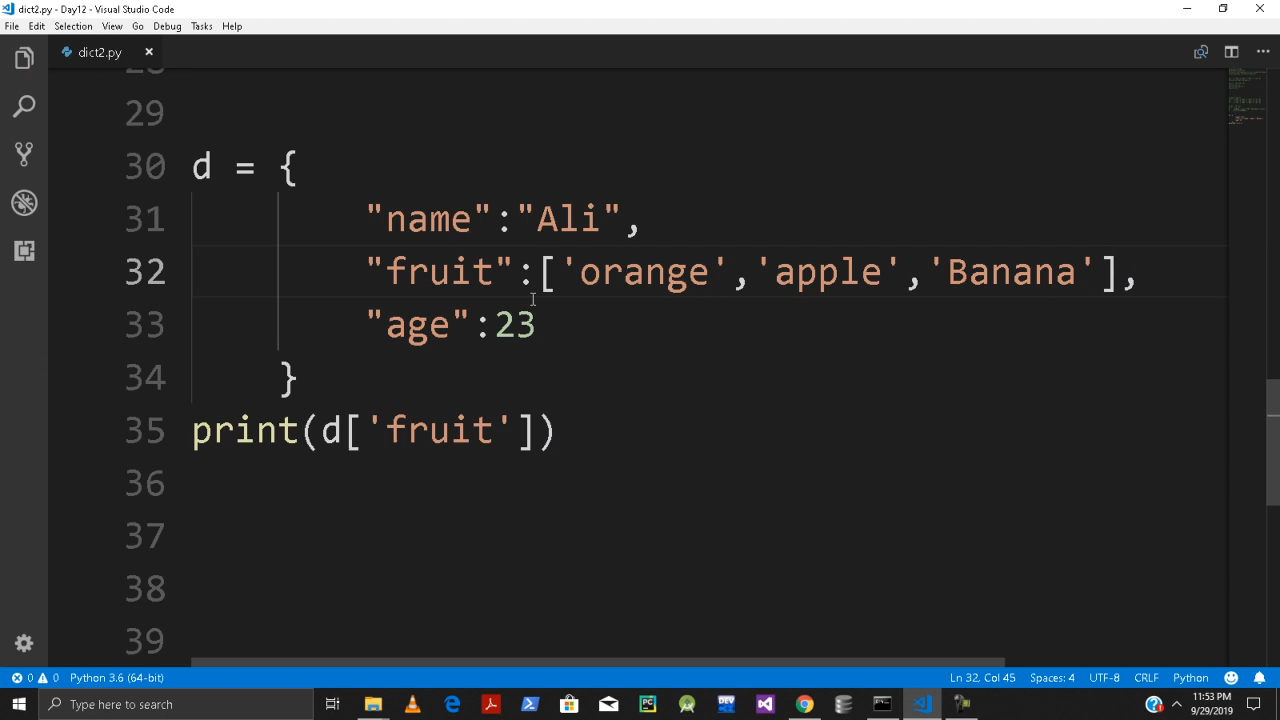 dict2.py - Day12 - Visual Studio Code
File Edit Selection View Go Debug Tasks Help
dict2.py
28
29
30 d = {
31 "name":"Ali",
32 "fruit":['orange','apple','Banana'],
33 "age":23
34 }
35 print(d['fruit'])
36
37
38
39
0 0 Python 3.6 (64-bit) Ln 32, Col 45 Spaces: 4 UTF-8 CRLF Python
Type here to search
11:53 PM
9/29/2019